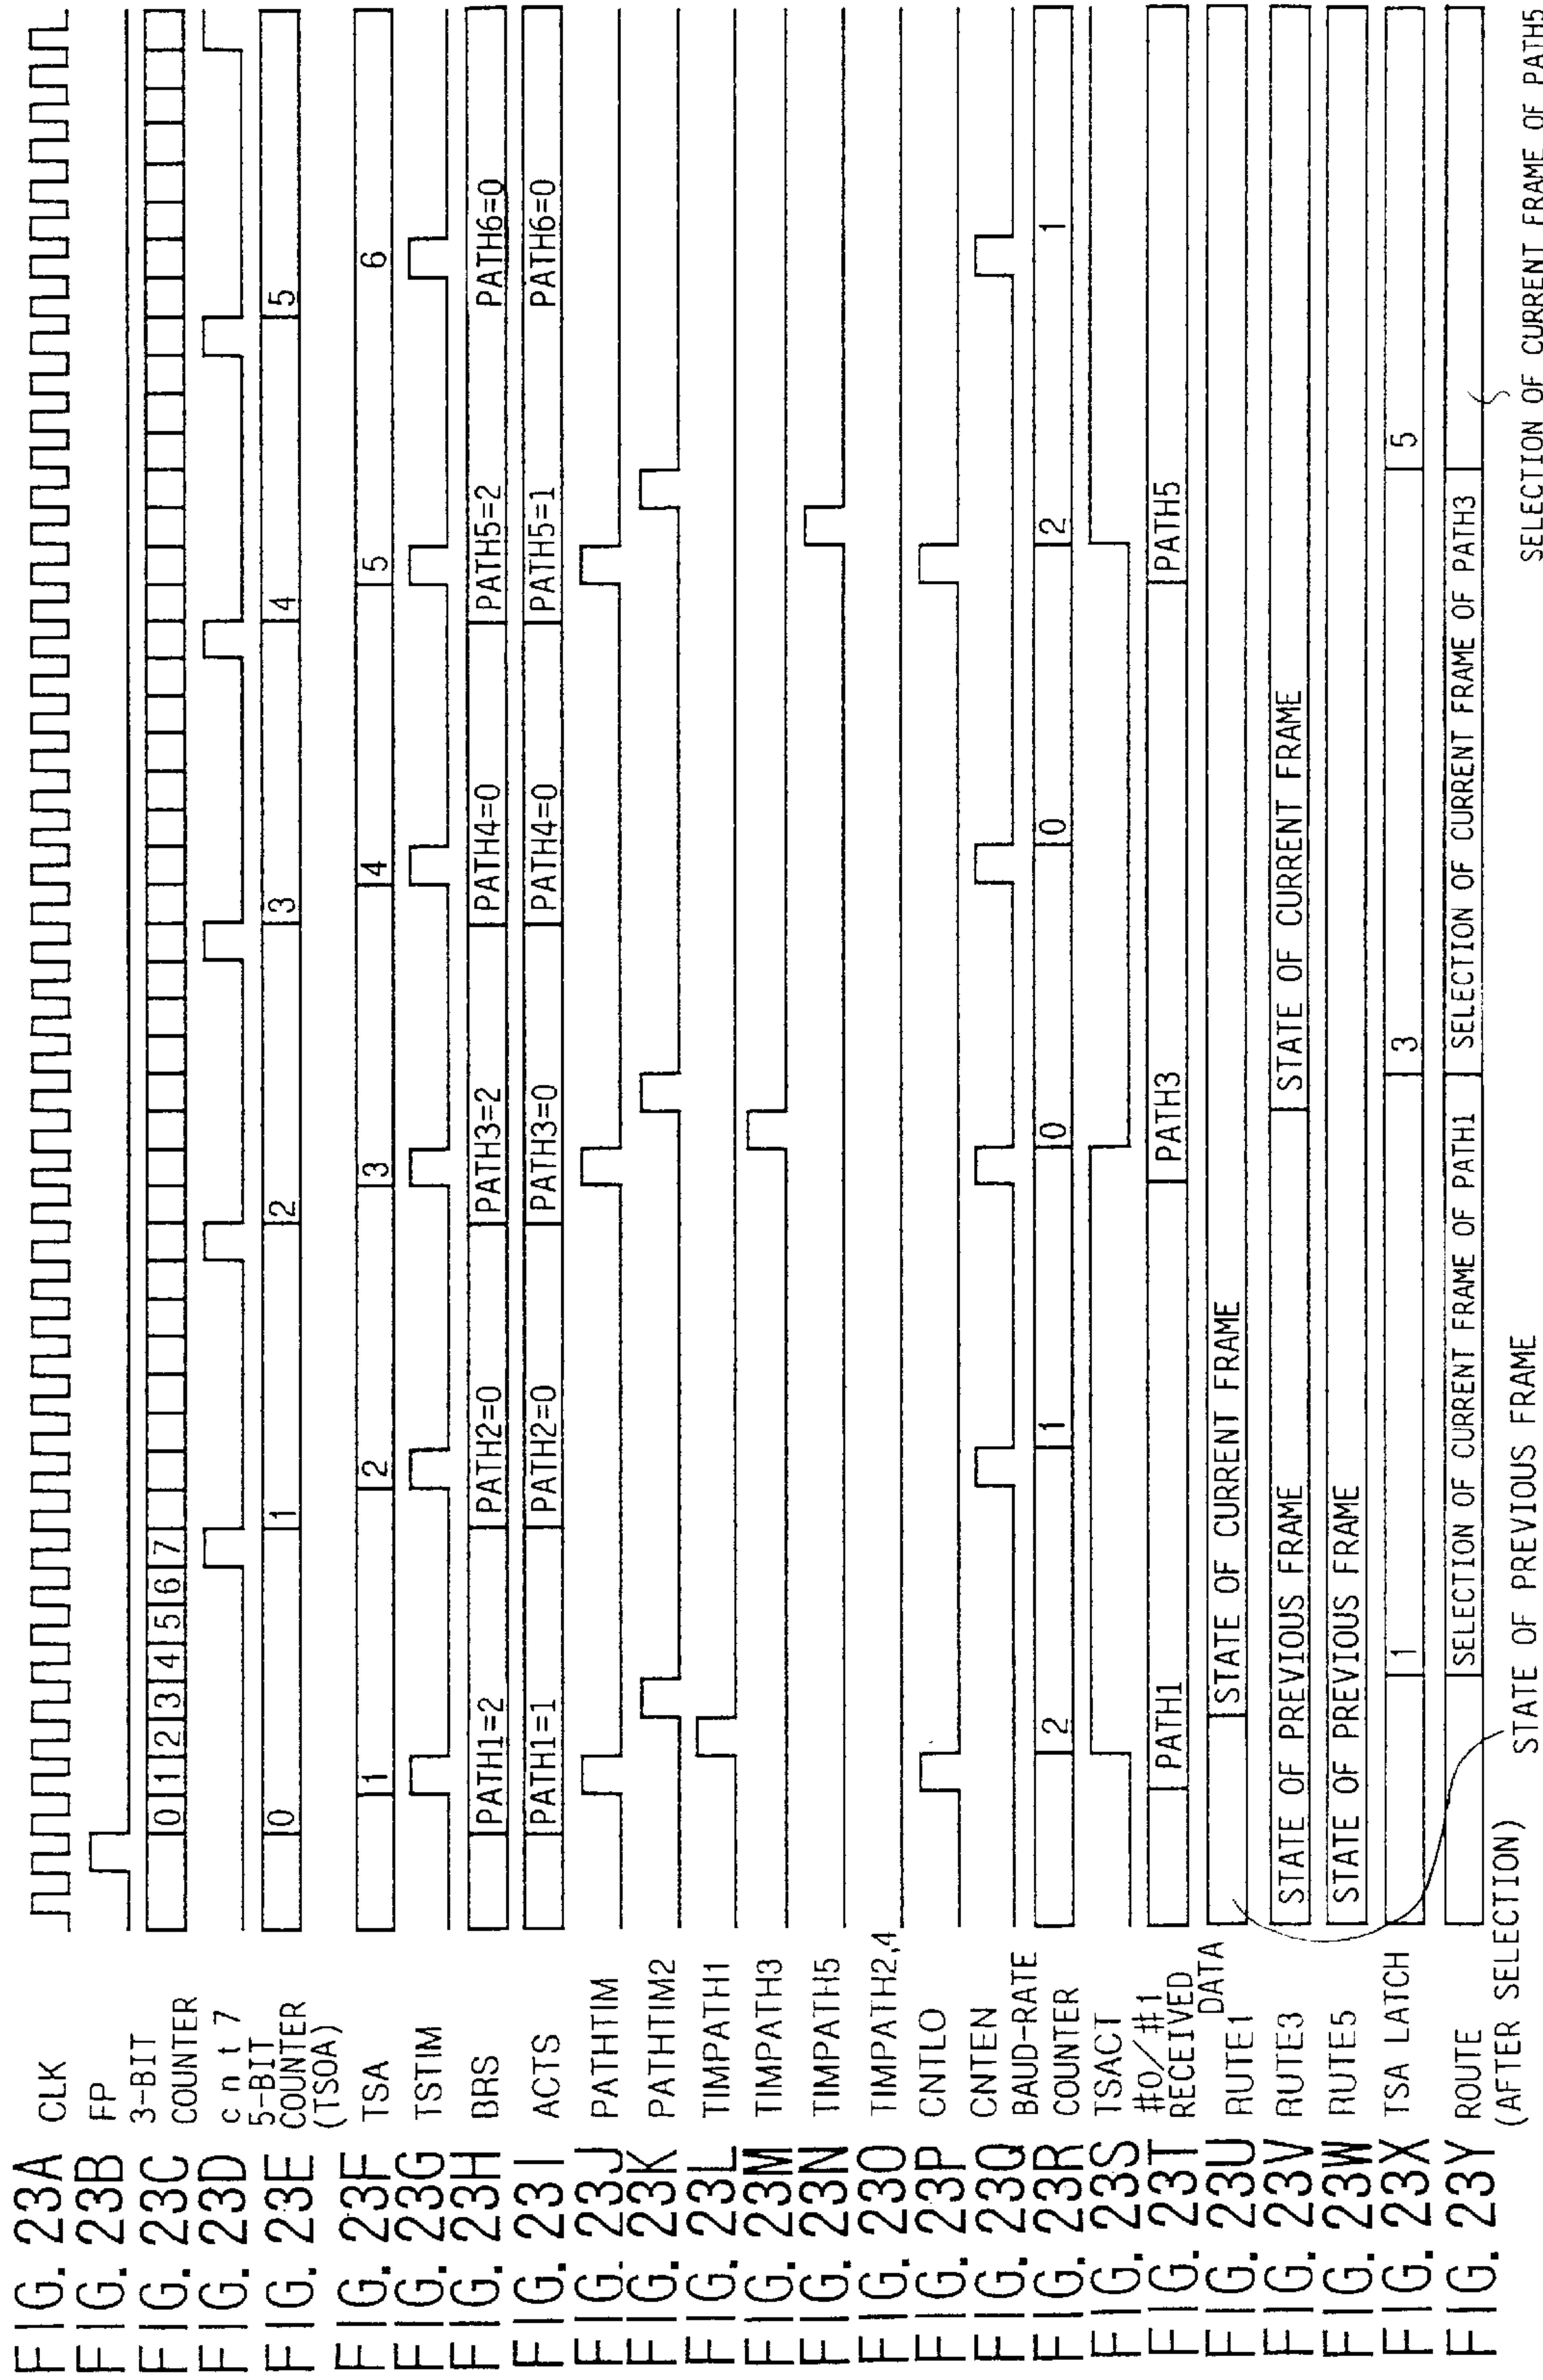 FIG. 23A CLK
FIG. 23B FP
FIG. 23C 3-BIT COUNTER 0 1 2 3 4 5 6 7
FIG. 23D cnt 7
FIG. 23E 5-BIT COUNTER (TSOA) 0 1 2 3 4 5
FIG. 23F TSA 1 2 3 4 5 6
FIG. 23G TSTIM
FIG. 23H BRS PATH1=2 PATH2=0 PATH3=2 PATH4=0 PATH5=2 PATH6=0
FIG. 23I ACTS PATH1=1 PATH2=0 PATH3=0 PATH4=0 PATH5=1 PATH6=0
FIG. 23J PATHTIM
FIG. 23K PATHTIM2
FIG. 23L TIMPATH1
FIG. 23M TIMPATH3
FIG. 23N TIMPATH5
FIG. 23O TIMPATH2,4
FIG. 23P CNTLO
FIG. 23Q CNTEN
FIG. 23R BAUD-RATE COUNTER 2 1 0 0 2 1
FIG. 23S TSACT
FIG. 23T #0/#1 RECEIVED DATA PATH1 PATH3 PATH5
FIG. 23U RUTE1 STATE OF CURRENT FRAME
FIG. 23V RUTE3 STATE OF PREVIOUS FRAME STATE OF CURRENT FRAME
FIG. 23W RUTE5 STATE OF PREVIOUS FRAME
FIG. 23X TSA LATCH 1 3 5
FIG. 23Y ROUTE (AFTER SELECTION) SELECTION OF CURRENT FRAME OF PATH1 SELECTION OF CURRENT FRAME OF PATH3
STATE OF PREVIOUS FRAME
SELECTION OF CURRENT FRAME OF PATH5